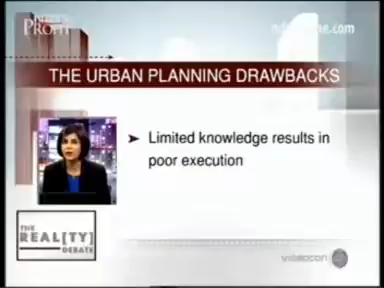 PROFIT
THE URBAN PLANNING DRAWBACKS
Limited knowledge results in
poor execution
THE
REAL[TY]
DEBATE
videocon